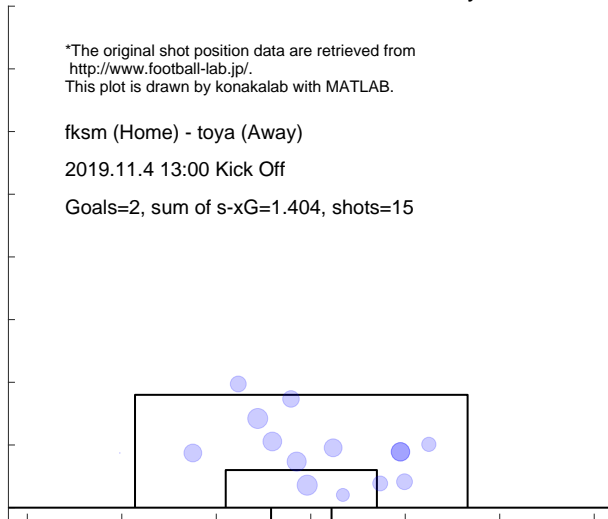 *The original shot position data are retrieved from
http://www.football-lab.jp/.
This plot is drawn by konakalab with MATLAB.
fksm (Home) - toya (Away)
2019.11.4 13:00 Kick Off
Goals=2, sum of s-xG=1.404, shots=15